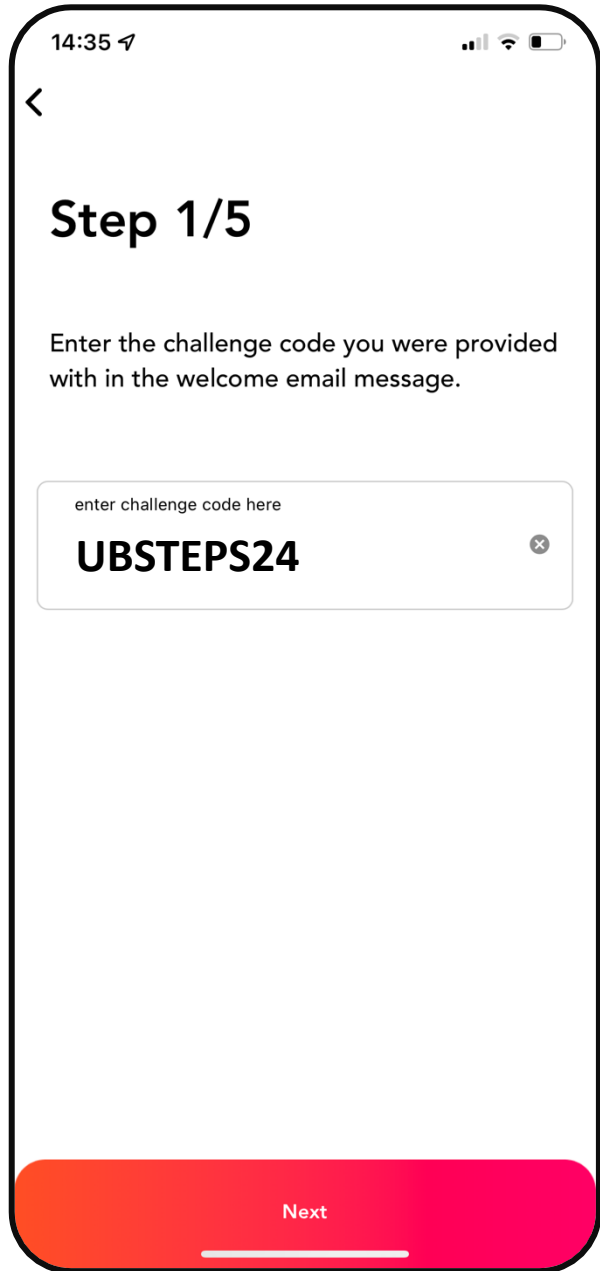 14:35
Step 1/5
Enter the challenge code you were provided
with in the welcome email message.
enter challenge code here
UBSTEPS24
Next